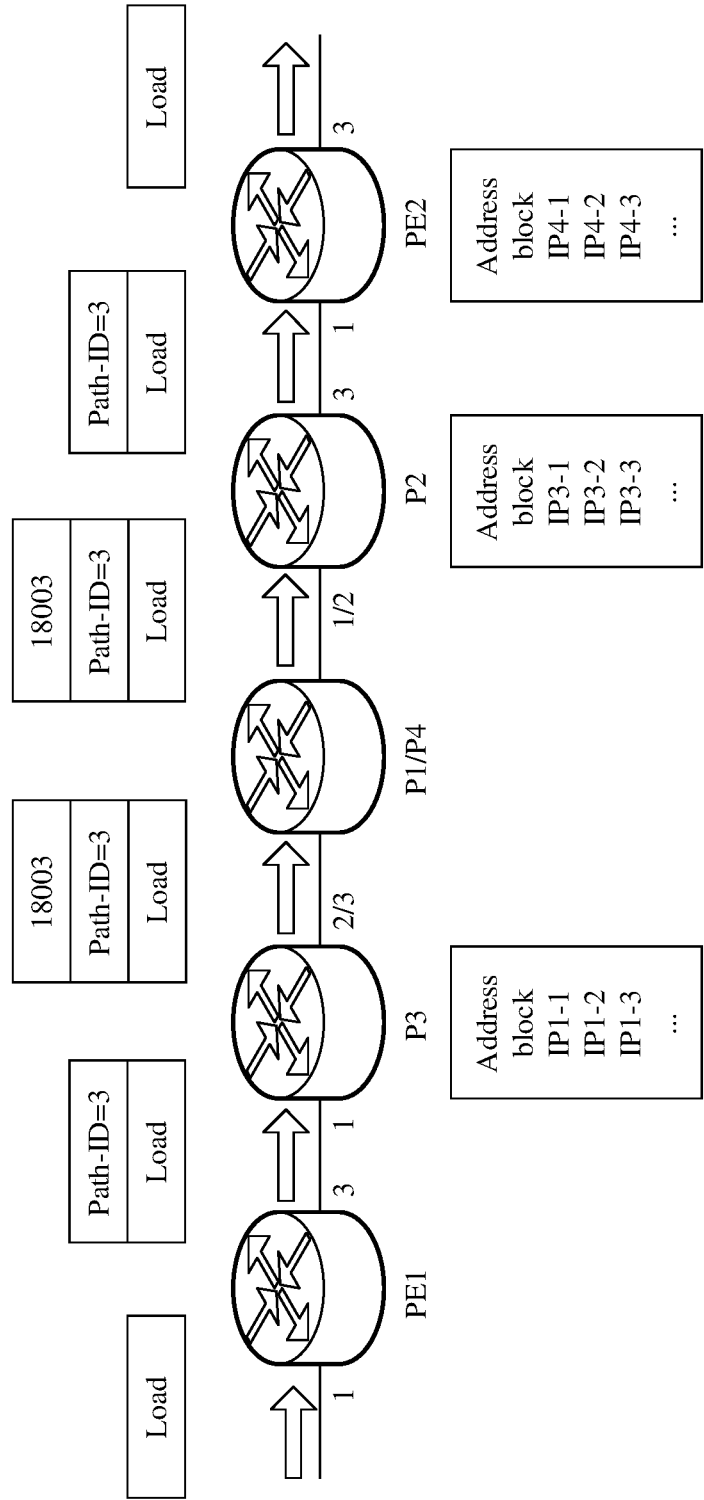 Load
Path-ID=3
Load
18003
Path-ID=3
Load
18003
Path-ID=3
Load
Path-ID=3
Load
Load
1
3
1
2/3
1/2
3
1
3
PE1
P3
P1/P4
P2
PE2
Address
block
IP1-1
IP1-2
IP1-3
...
Address
block
IP3-1
IP3-2
IP3-3
...
Address
block
IP4-1
IP4-2
IP4-3
...